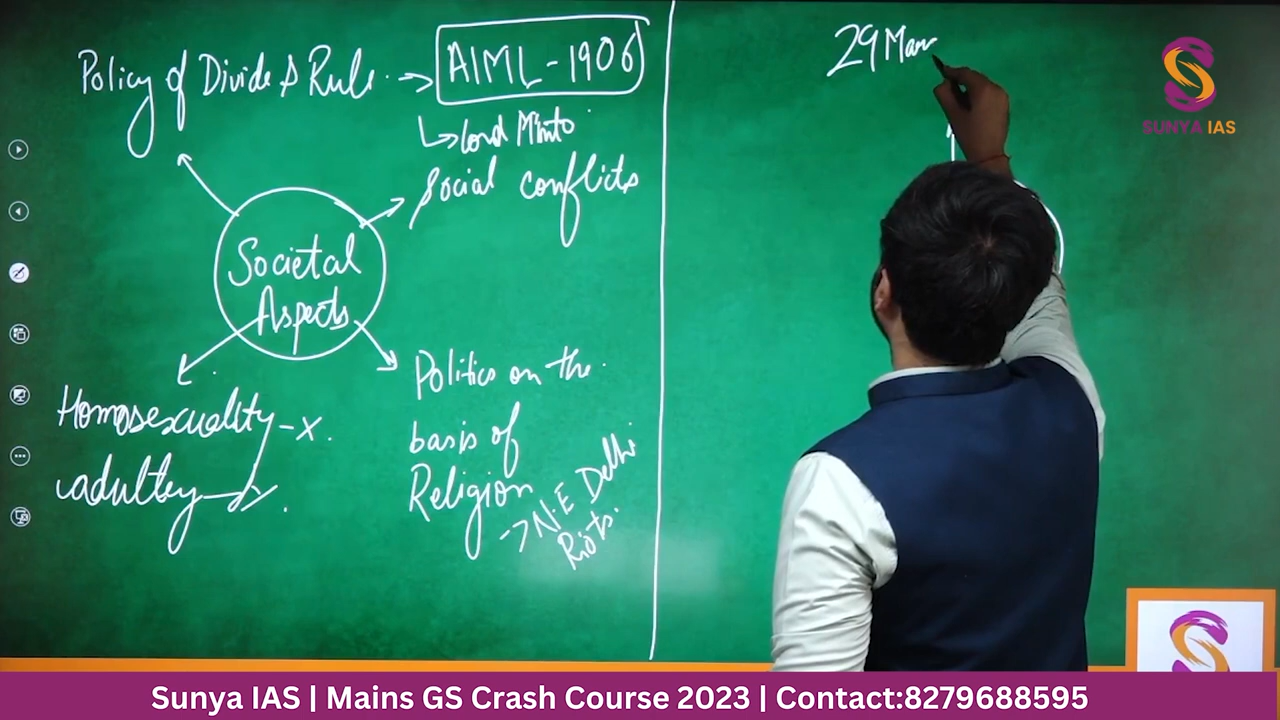 Policy of Divide & Rule. → AIML - 1906
↳ Lord Minto
Social conflicts
Societal
Aspects
Homosexuality - x.
adultey - x.
Politics on the.
basis of
Religion
→ N.E Delhi
Riots.
29 Mar
SUNYA IAS
Sunya IAS | Mains GS Crash Course 2023 | Contact:8279688595